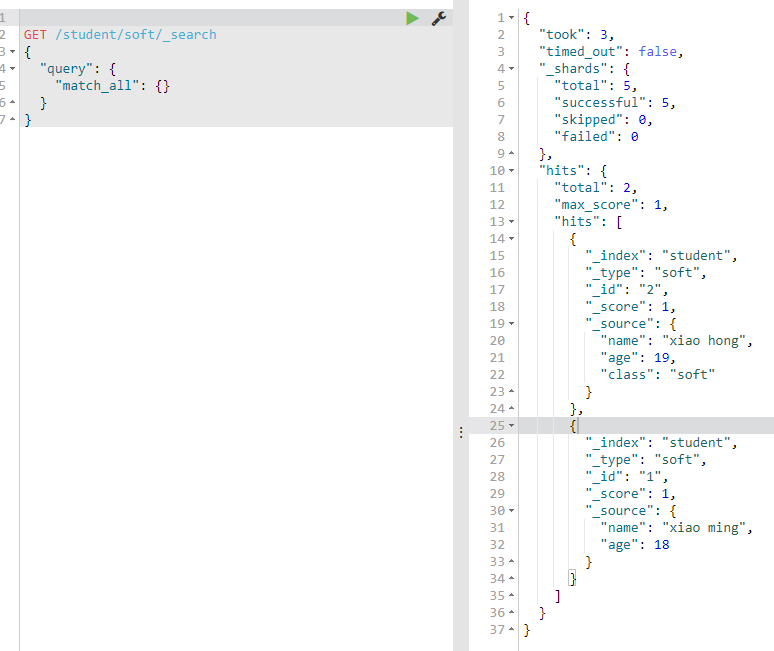 1
2 GET /student/soft/_search
3 {
4 "query": {
5 "match_all": {}
6 }
7 }
1 {
2 "took": 3,
3 "timed_out": false,
4 "_shards": {
5 "total": 5,
6 "successful": 5,
7 "skipped": 0,
8 "failed": 0
9 },
10 "hits": {
11 "total": 2,
12 "max_score": 1,
13 "hits": [
14 {
15 "_index": "student",
16 "_type": "soft",
17 "_id": "2",
18 "_score": 1,
19 "_source": {
20 "name": "xiao hong",
21 "age": 19,
22 "class": "soft"
23 }
24 },
25 {
26 "_index": "student",
27 "_type": "soft",
28 "_id": "1",
29 "_score": 1,
30 "_source": {
31 "name": "xiao ming",
32 "age": 18
33 }
34 }
35 ]
36 }
37 }